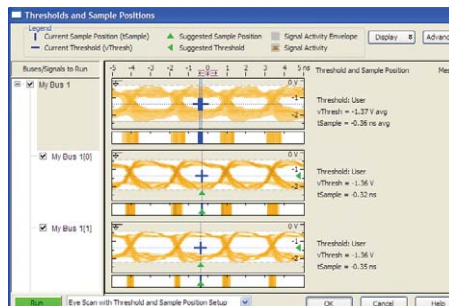 Thresholds and Sample Positions
Legend
Current Sample Position (tSample)
Suggested Sample Position
Signal Activity Envelope
Current Threshold (vThresh)
Suggested Threshold
Signal Activity
Display
Buses/Signals to Run
-5 -4 -3 -2 -1 0 1 2 3 4 5 ns
Threshold and Sample Position
My Bus 1
0 V
-1
-2
Threshold: User
vThresh = -1.37 V avg
tSample = -0.36 ns avg
My Bus 1[0]
0 V
-1
-2
Threshold: User
vThresh = -1.36 V
tSample = -0.32 ns
My Bus 1[1]
0 V
-1
-2
Threshold: User
vThresh = -1.36 V
tSample = -0.35 ns
Run
Eye Scan with Threshold and Sample Position Setup
OK
Cancel
Help